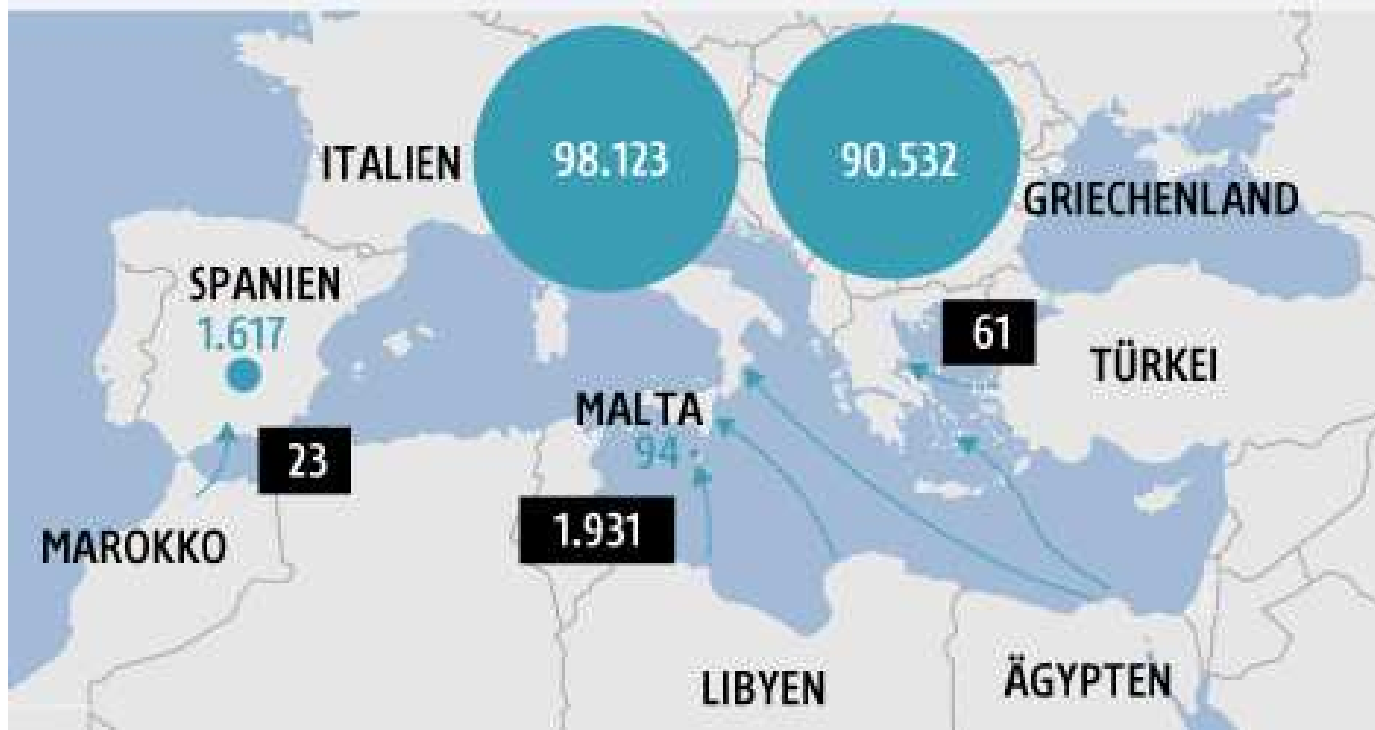 ITALIEN
98.123
90.532
GRIECHENLAND
SPANIEN
1.617
61
TÜRKEI
MALTA
94
23
1.931
MAROKKO
LIBYEN
ÄGYPTEN